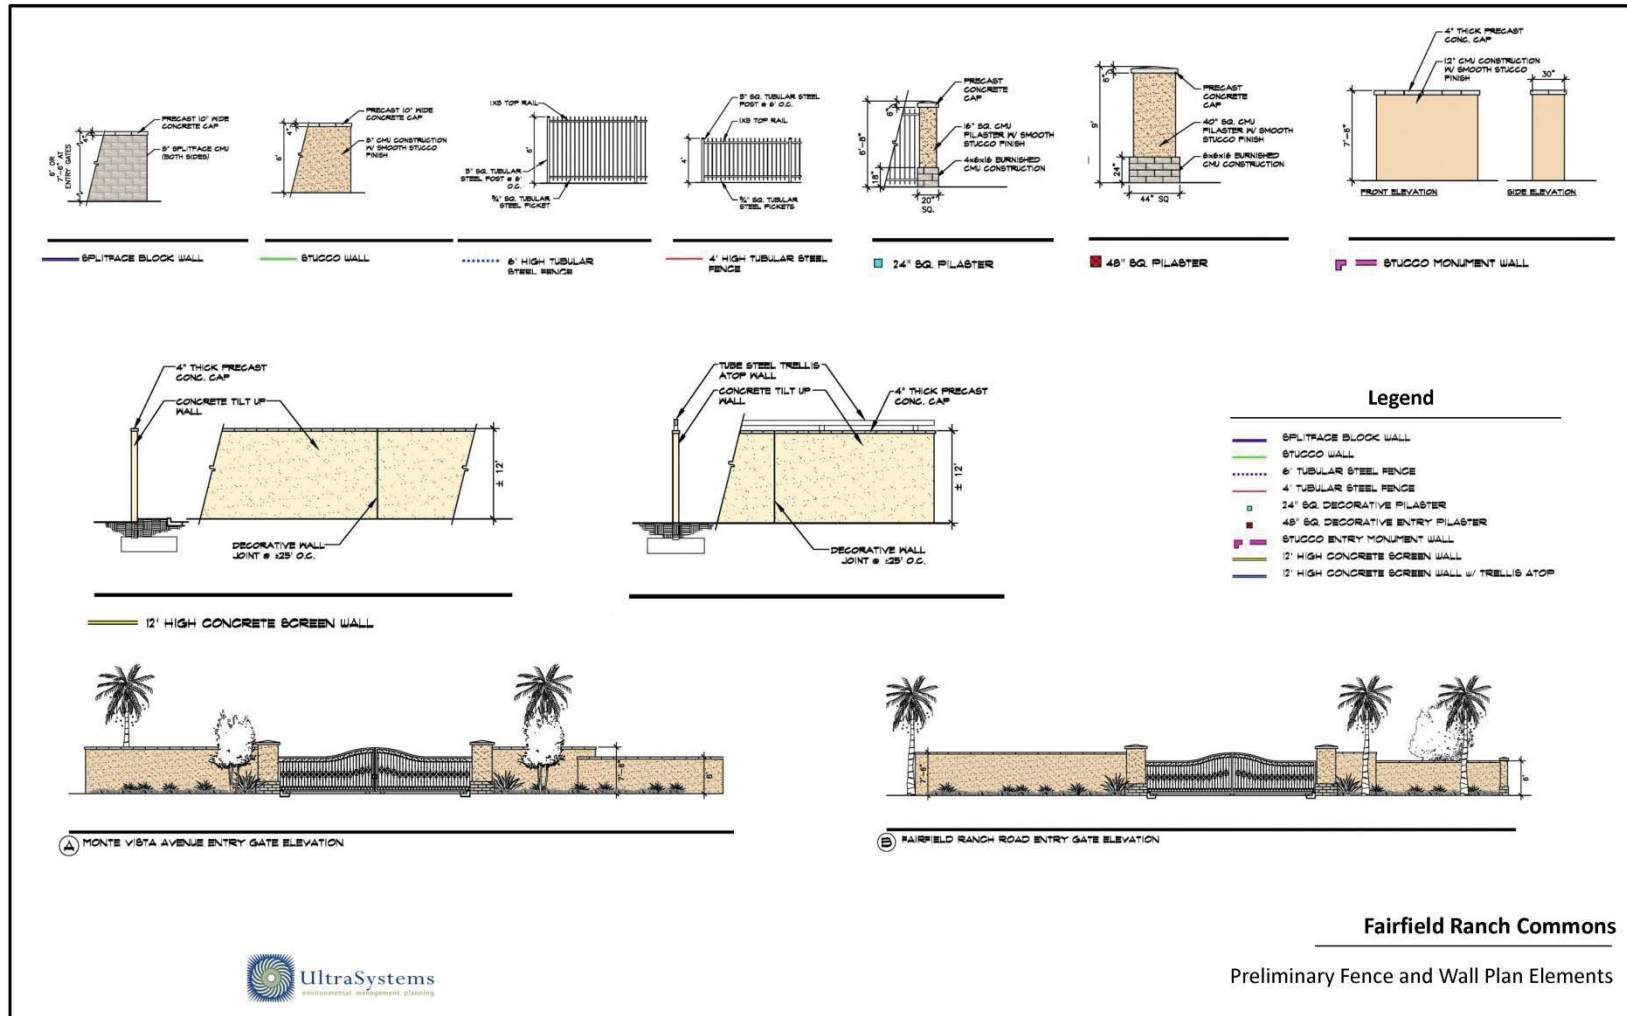 PRECAST 10" WIDE
CONCRETE CAP
4"
8" SPLITFACE CMU
(BOTH SIDES)
6' OR
7'-8" AT
ENTRY GATES
SPLITFACE BLOCK WALL
PRECAST 10" WIDE
CONCRETE CAP
4"
6'
CMU CONSTRUCTION
W/ SMOOTH STUCCO
FINISH
STUCCO WALL
1X3 TOP RAIL
6'
3" SQ. TUBULAR
STEEL POST @ 6'
O.C.
3/4" SQ. TUBULAR
STEEL PICKET
6' HIGH TUBULAR
STEEL FENCE
3" SQ. TUBULAR STEEL
POST @ 6' O.C.
1X3 TOP RAIL
4'
3/4" SQ. TUBULAR
STEEL PICKETS
4' HIGH TUBULAR STEEL
FENCE
PRECAST
CONCRETE
CAP
6"
6'-8"
16" SQ. CMU
PILASTER W/ SMOOTH
STUCCO FINISH
4x6x16 BURNISHED
CMU CONSTRUCTION
18"
20"
SQ.
24" SQ. PILASTER
6"
9'
PRECAST
CONCRETE
CAP
40" SQ. CMU
PILASTER W/ SMOOTH
STUCCO FINISH
6x6x16 BURNISHED
CMU CONSTRUCTION
24"
44" SQ
48" SQ. PILASTER
4" THICK PRECAST
CONC. CAP
12" CMU CONSTRUCTION
W/ SMOOTH STUCCO
FINISH
30"
7'-8"
FRONT ELEVATION
SIDE ELEVATION
STUCCO MONUMENT WALL
4" THICK PRECAST
CONC. CAP
CONCRETE TILT UP
WALL
± 12'
DECORATIVE WALL
JOINT @ ±25' O.C.
12' HIGH CONCRETE SCREEN WALL
TUBE STEEL TRELLIS
ATOP WALL
CONCRETE TILT UP
WALL
4" THICK PRECAST
CONC. CAP
± 12'
DECORATIVE WALL
JOINT @ ±25' O.C.
Legend
SPLITFACE BLOCK WALL
STUCCO WALL
6' TUBULAR STEEL FENCE
4' TUBULAR STEEL FENCE
24" SQ. DECORATIVE PILASTER
48" SQ. DECORATIVE ENTRY PILASTER
STUCCO ENTRY MONUMENT WALL
12' HIGH CONCRETE SCREEN WALL
12' HIGH CONCRETE SCREEN WALL w/ TRELLIS ATOP
7'-8"
6'
A MONTE VISTA AVENUE ENTRY GATE ELEVATION
7'-8"
6'
B FAIRFIELD RANCH ROAD ENTRY GATE ELEVATION
UltraSystems
environmental management planning
Fairfield Ranch Commons
Preliminary Fence and Wall Plan Elements